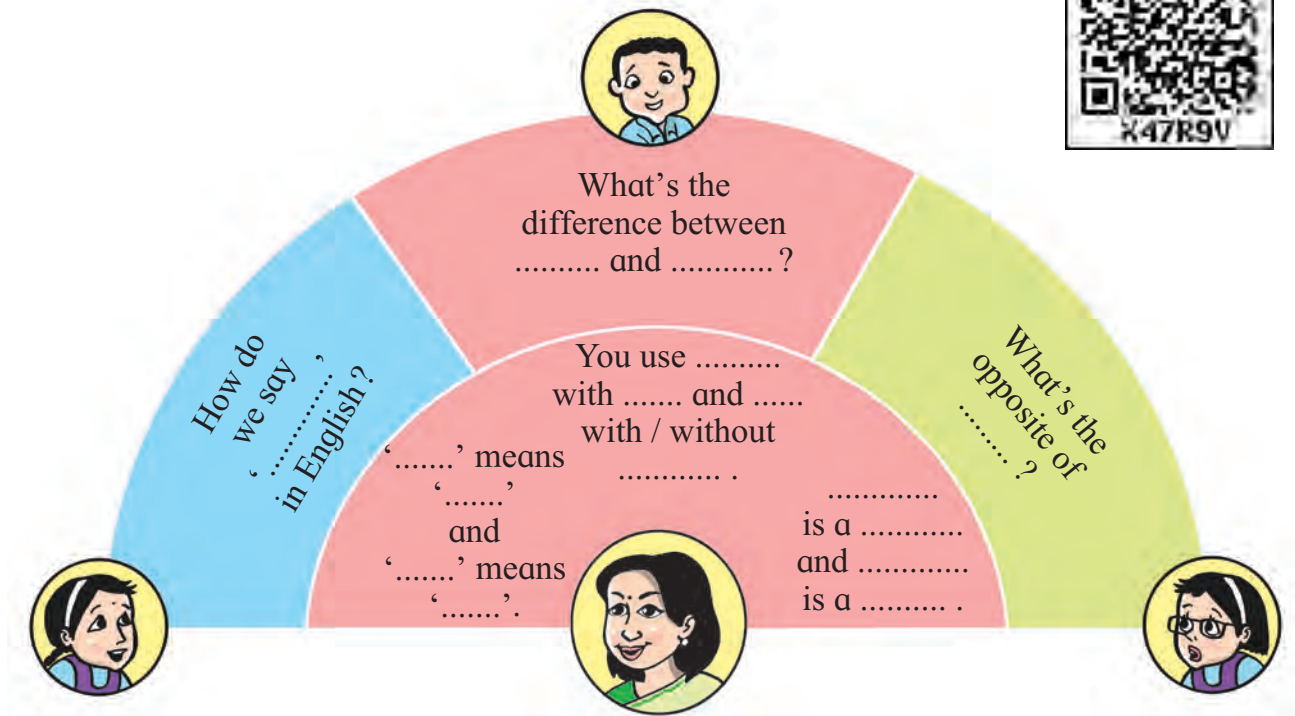 X47R9V
What's the
difference between
.......... and ............ ?
How do
we say
' .............. '
in English ?
What's the
opposite of
.......... ?
You use ..........
with ....... and ......
with / without
............ .
'.......' means
'.......'
and
'.......' means
'.......'.
.............
is a ............
and .............
is a .......... .